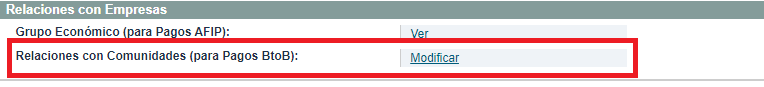 Relaciones con Empresas
Grupo Económico (para Pagos AFIP): Ver
Relaciones con Comunidades (para Pagos BtoB): Modificar